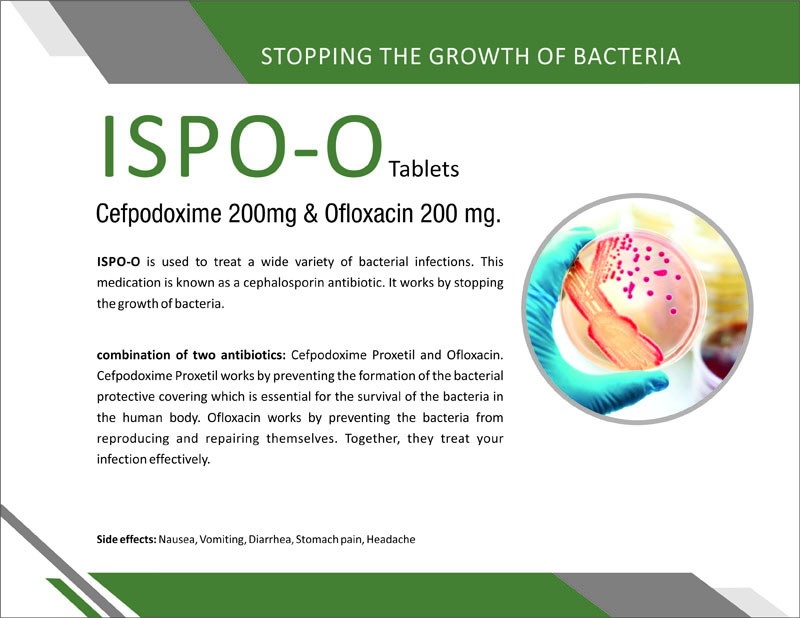 STOPPING THE GROWTH OF BACTERIA
ISPO-O Tablets
Cefpodoxime 200mg & Ofloxacin 200 mg.
ISPO-O is used to treat a wide variety of bacterial infections. This
medication is known as a cephalosporin antibiotic. It works by stopping
the growth of bacteria.
combination of two antibiotics: Cefpodoxime Proxetil and Ofloxacin.
Cefpodoxime Proxetil works by preventing the formation of the bacterial
protective covering which is essential for the survival of the bacteria in
the human body. Ofloxacin works by preventing the bacteria from
reproducing and repairing themselves. Together, they treat your
infection effectively.
Side effects: Nausea, Vomiting, Diarrhea, Stomach pain, Headache